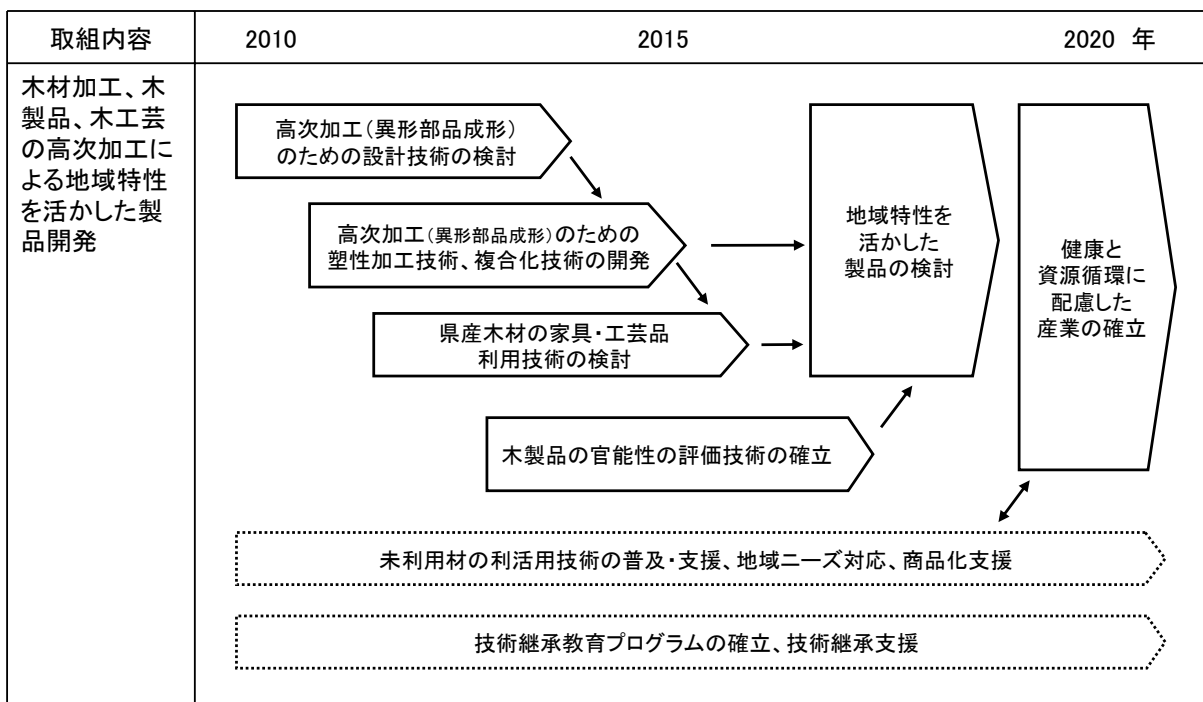 取組内容
2010
2015
2020 年
木材加工、木
製品、木工芸
の高次加工に
よる地域特性
を活かした製
品開発
高次加工(異形部品成形)
のための設計技術の検討
高次加工(異形部品成形)のための
塑性加工技術、複合化技術の開発
県産木材の家具・工芸品
利用技術の検討
木製品の官能性の評価技術の確立
地域特性を
活かした
製品の検討
健康と
資源循環に
配慮した
産業の確立
未利用材の利活用技術の普及・支援、地域ニーズ対応、商品化支援
技術継承教育プログラムの確立、技術継承支援